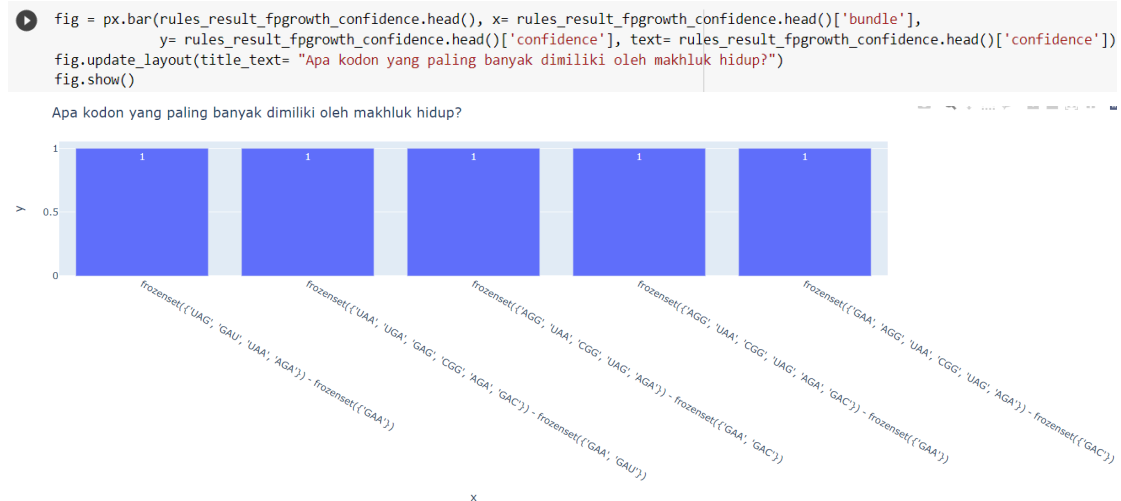 fig = px.bar(rules_result_fpgrowth_confidence.head(), x= rules_result_fpgrowth_confidence.head()['bundle'],
y= rules_result_fpgrowth_confidence.head()['confidence'], text= rules_result_fpgrowth_confidence.head()['confidence'])
fig.update_layout(title_text= "Apa kodon yang paling banyak dimiliki oleh makhluk hidup?")
fig.show()
Apa kodon yang paling banyak dimiliki oleh makhluk hidup?
1
0.5
0
y
1
1
1
1
1
frozenset({'UAG', 'GAU', 'UAA', 'AGA'}) - frozenset({'GAA'})
frozenset({'UAA', 'UGA', 'GAG', 'CGG', 'AGA', 'GAC'}) - frozenset({'GAA', 'GAU'})
frozenset({'AGG', 'UAA', 'CGG', 'UAG', 'AGA'}) - frozenset({'GAA', 'GAC'})
frozenset({'AGG', 'UAA', 'CGG', 'UAG', 'AGA', 'GAC'}) - frozenset({'GAA'})
frozenset({'GAA', 'AGG', 'UAA', 'CGG', 'UAG', 'AGA'}) - frozenset({'GAC'})
x